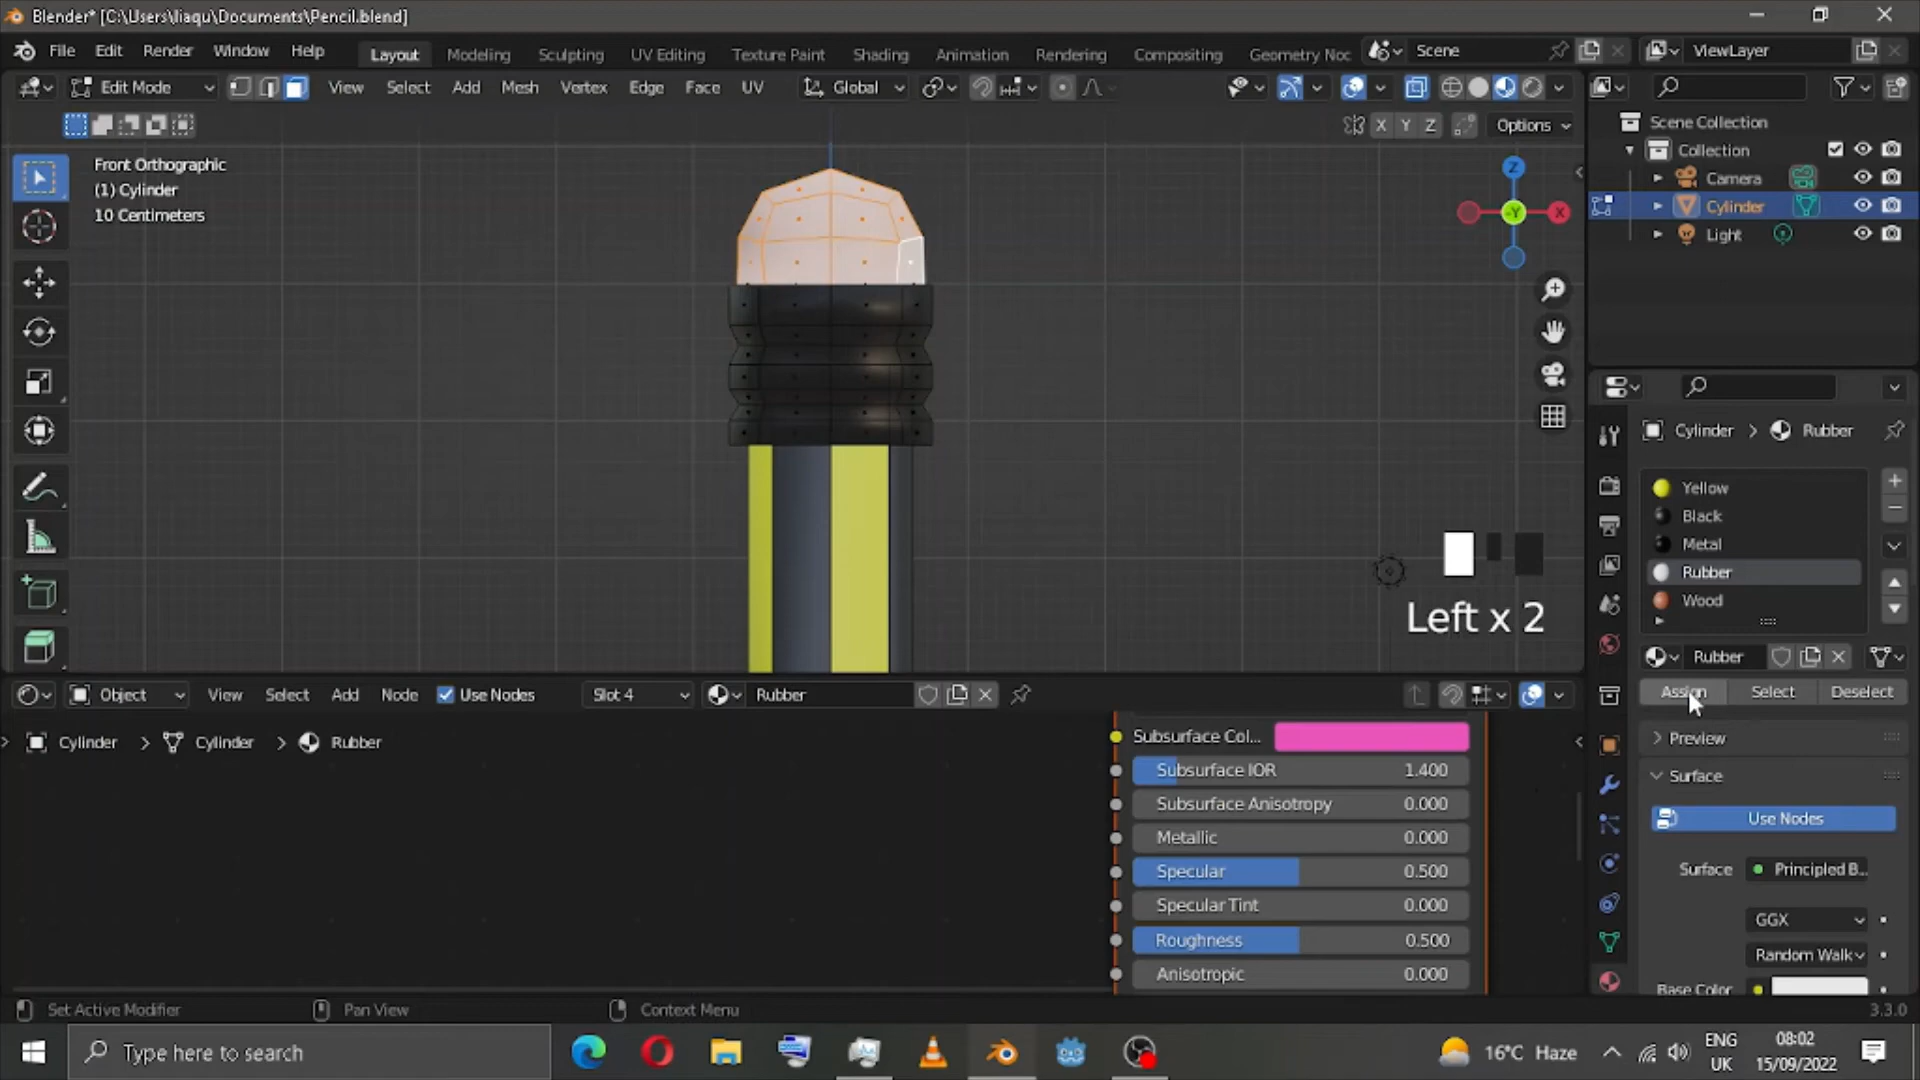 Blender* [C:\Users\liaqu\Documents\Pencil.blend]
File Edit Render Window Help Layout Modeling Sculpting UV Editing Texture Paint Shading Animation Rendering Compositing Geometry Noc Scene ViewLayer
Edit Mode View Select Add Mesh Vertex Edge Face UV Global
X Y Z Options
Front Orthographic
(1) Cylinder
10 Centimeters
Z
X
-Y
Left x 2
Scene Collection
Collection
Camera
Cylinder
Light
Cylinder > Rubber
Yellow
Black
Metal
Rubber
Wood
Rubber
Assign Select Deselect
Preview
Surface
Use Nodes
Surface Principled B...
GGX
Random Walk
Base Color
Object View Select Add Node Use Nodes Slot 4 Rubber
Cylinder > Cylinder > Rubber
Subsurface Col...
Subsurface IOR 1.400
Subsurface Anisotropy 0.000
Metallic 0.000
Specular 0.500
Specular Tint 0.000
Roughness 0.500
Anisotropic 0.000
Set Active Modifier Pan View Context Menu 3.3.0
Type here to search
16°C Haze
ENG
UK
08:02
15/09/2022